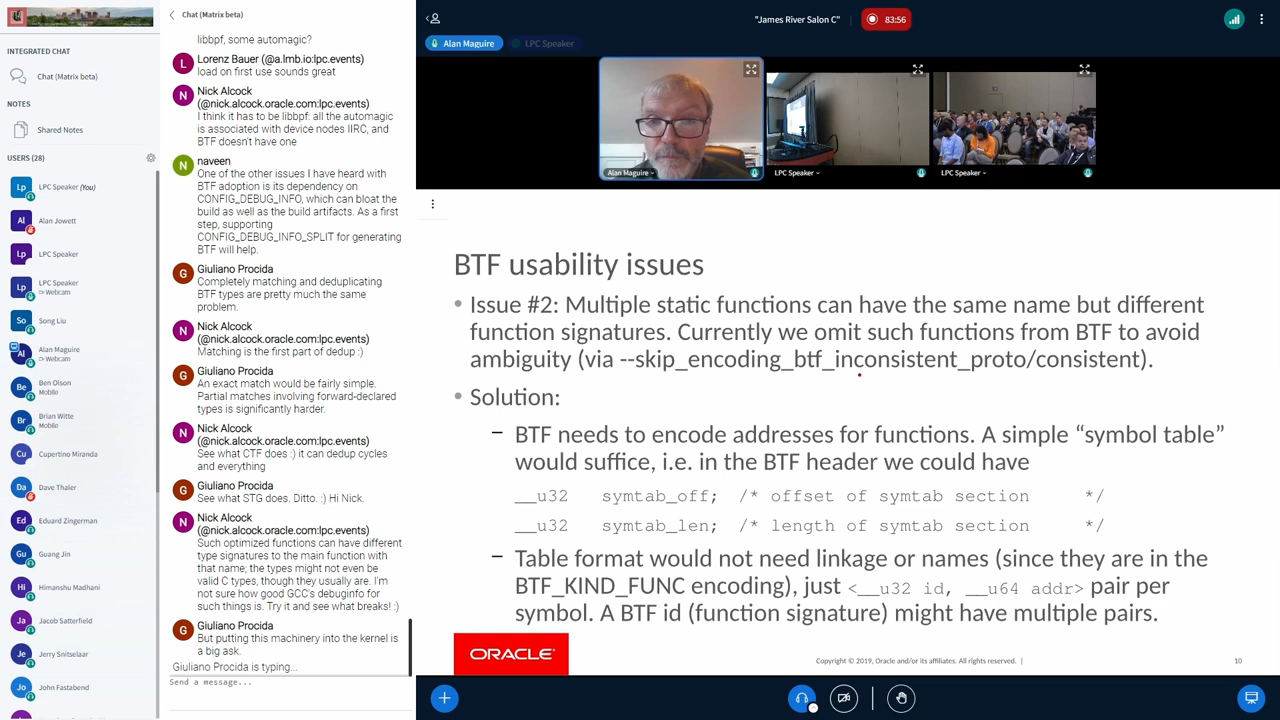 INTEGRATED CHAT
Chat (Matrix beta)
NOTES
Shared Notes
USERS (28)
Lp
LPC Speaker (You)
Al
Alan Jowett
Lp
LPC Speaker
Lp
LPC Speaker
Webcam
So
Song Liu
Al
Alan Maguire
Webcam
Be
Ben Olson
Mobile
Br
Brian Witte
Mobile
Cu
Cupertino Miranda
Da
Dave Thaler
Ed
Eduard Zingerman
Gu
Guang Jin
Hi
Himanshu Madhani
Ja
Jacob Satterfield
Je
Jerry Snitselaar
Jo
John Fastabend
Chat (Matrix beta)
libbpf, some automagic?
L
Lorenz Bauer (@a.lmb.io:lpc.events)
load on first use sounds great
N
Nick Alcock
(@nick.alcock.oracle.com:lpc.events)
I think it has to be libbpf: all the automagic
is associated with device nodes IIRC, and
BTF doesn't have one
N
naveen
One of the other issues I have heard with
BTF adoption is its dependency on
CONFIG_DEBUG_INFO, which can bloat the
build as well as the build artifacts. As a first
step, supporting
CONFIG_DEBUG_INFO_SPLIT for generating
BTF will help.
G
Giuliano Procida
Completely matching and deduplicating
BTF types are pretty much the same
problem.
N
Nick Alcock
(@nick.alcock.oracle.com:lpc.events)
Matching is the first part of dedup :)
G
Giuliano Procida
An exact match would be fairly simple.
Partial matches involving forward-declared
types is significantly harder.
N
Nick Alcock
(@nick.alcock.oracle.com:lpc.events)
See what CTF does :) it can dedup cycles
and everything
G
Giuliano Procida
See what STG does. Ditto. :) Hi Nick.
N
Nick Alcock
(@nick.alcock.oracle.com:lpc.events)
Such optimized functions can have different
type signatures to the main function with
that name; the types might not even be
valid C types, though they usually are. I'm
not sure how good GCC's debuginfo for
such things is. Try it and see what breaks! :)
G
Giuliano Procida
But putting this machinery into the kernel is
a big ask.
Giuliano Procida is typing...
Send a message...
"James River Salon C"
83:56
Alan Maguire
LPC Speaker
Alan Maguire
LPC Speaker
LPC Speaker
BTF usability issues
• Issue #2: Multiple static functions can have the same name but different
function signatures. Currently we omit such functions from BTF to avoid
ambiguity (via --skip_encoding_btf_inconsistent_proto/consistent).
• Solution:
– BTF needs to encode addresses for functions. A simple “symbol table”
would suffice, i.e. in the BTF header we could have
__u32 symtab_off; /* offset of symtab section */
__u32 symtab_len; /* length of symtab section */
– Table format would not need linkage or names (since they are in the
BTF_KIND_FUNC encoding), just <__u32 id, __u64 addr> pair per
symbol. A BTF id (function signature) might have multiple pairs.
ORACLE
Copyright © 2019, Oracle and/or its affiliates. All rights reserved. |
10